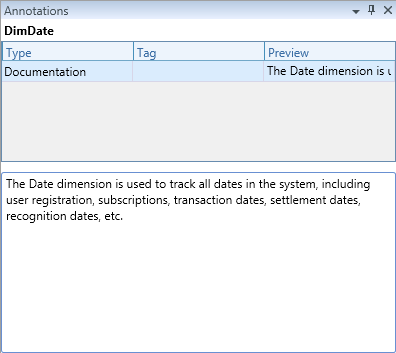 Annotations
DimDate
Type Tag Preview
Documentation The Date dimension is u
The Date dimension is used to track all dates in the system, including
user registration, subscriptions, transaction dates, settlement dates,
recognition dates, etc.